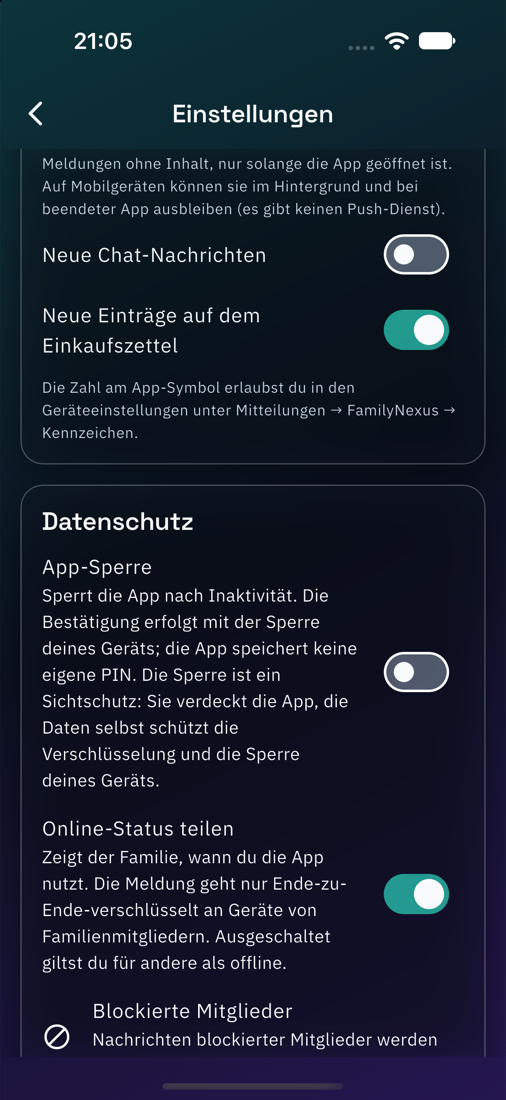 21:05
Einstellungen
Meldungen ohne Inhalt, nur solange die App geöffnet ist.
Auf Mobilgeräten können sie im Hintergrund und bei
beendeter App ausbleiben (es gibt keinen Push-Dienst).
Neue Chat-Nachrichten
Neue Einträge auf dem
Einkaufszettel
Die Zahl am App-Symbol erlaubst du in den
Geräteeinstellungen unter Mitteilungen → FamilyNexus →
Kennzeichen.
Datenschutz
App-Sperre
Sperrt die App nach Inaktivität. Die
Bestätigung erfolgt mit der Sperre
deines Geräts; die App speichert keine
eigene PIN. Die Sperre ist ein
Sichtschutz: Sie verdeckt die App, die
Daten selbst schützt die
Verschlüsselung und die Sperre
deines Geräts.
Online-Status teilen
Zeigt der Familie, wann du die App
nutzt. Die Meldung geht nur Ende-zu-
Ende-verschlüsselt an Geräte von
Familienmitgliedern. Ausgeschaltet
giltst du für andere als offline.
Blockierte Mitglieder
Nachrichten blockierter Mitglieder werden